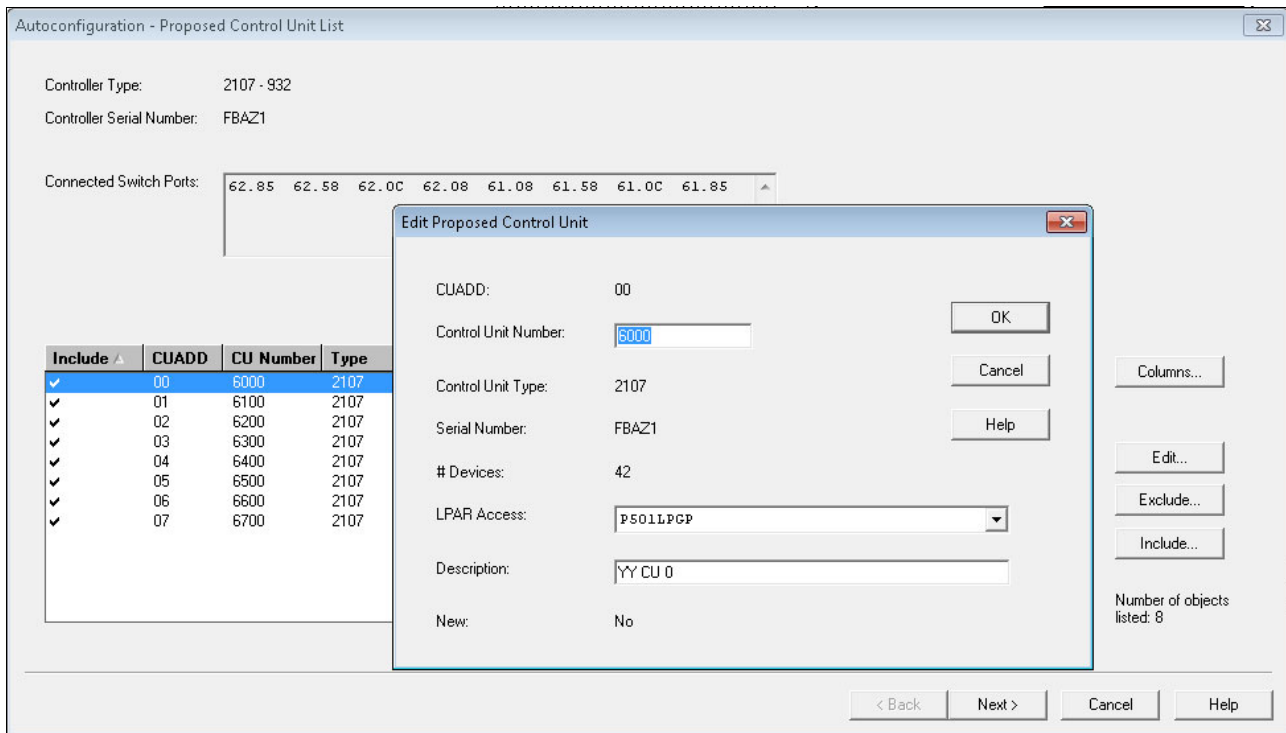 Autoconfiguration - Proposed Control Unit List
Controller Type: 2107 - 932
Controller Serial Number: FBAZ1
Connected Switch Ports: 62.85 62.58 62.0C 62.08 61.08 61.58 61.0C 61.85
Include CUADD CU Number Type
00 6000 2107
01 6100 2107
02 6200 2107
03 6300 2107
04 6400 2107
05 6500 2107
06 6600 2107
07 6700 2107
Edit Proposed Control Unit
CUADD: 00
Control Unit Number: 6000
Control Unit Type: 2107
Serial Number: FBAZ1
# Devices: 42
LPAR Access: P501LPGP
Description: YY CU 0
New: No
OK
Cancel
Help
Columns...
Edit...
Exclude...
Include...
Number of objects
listed: 8
< Back Next > Cancel Help